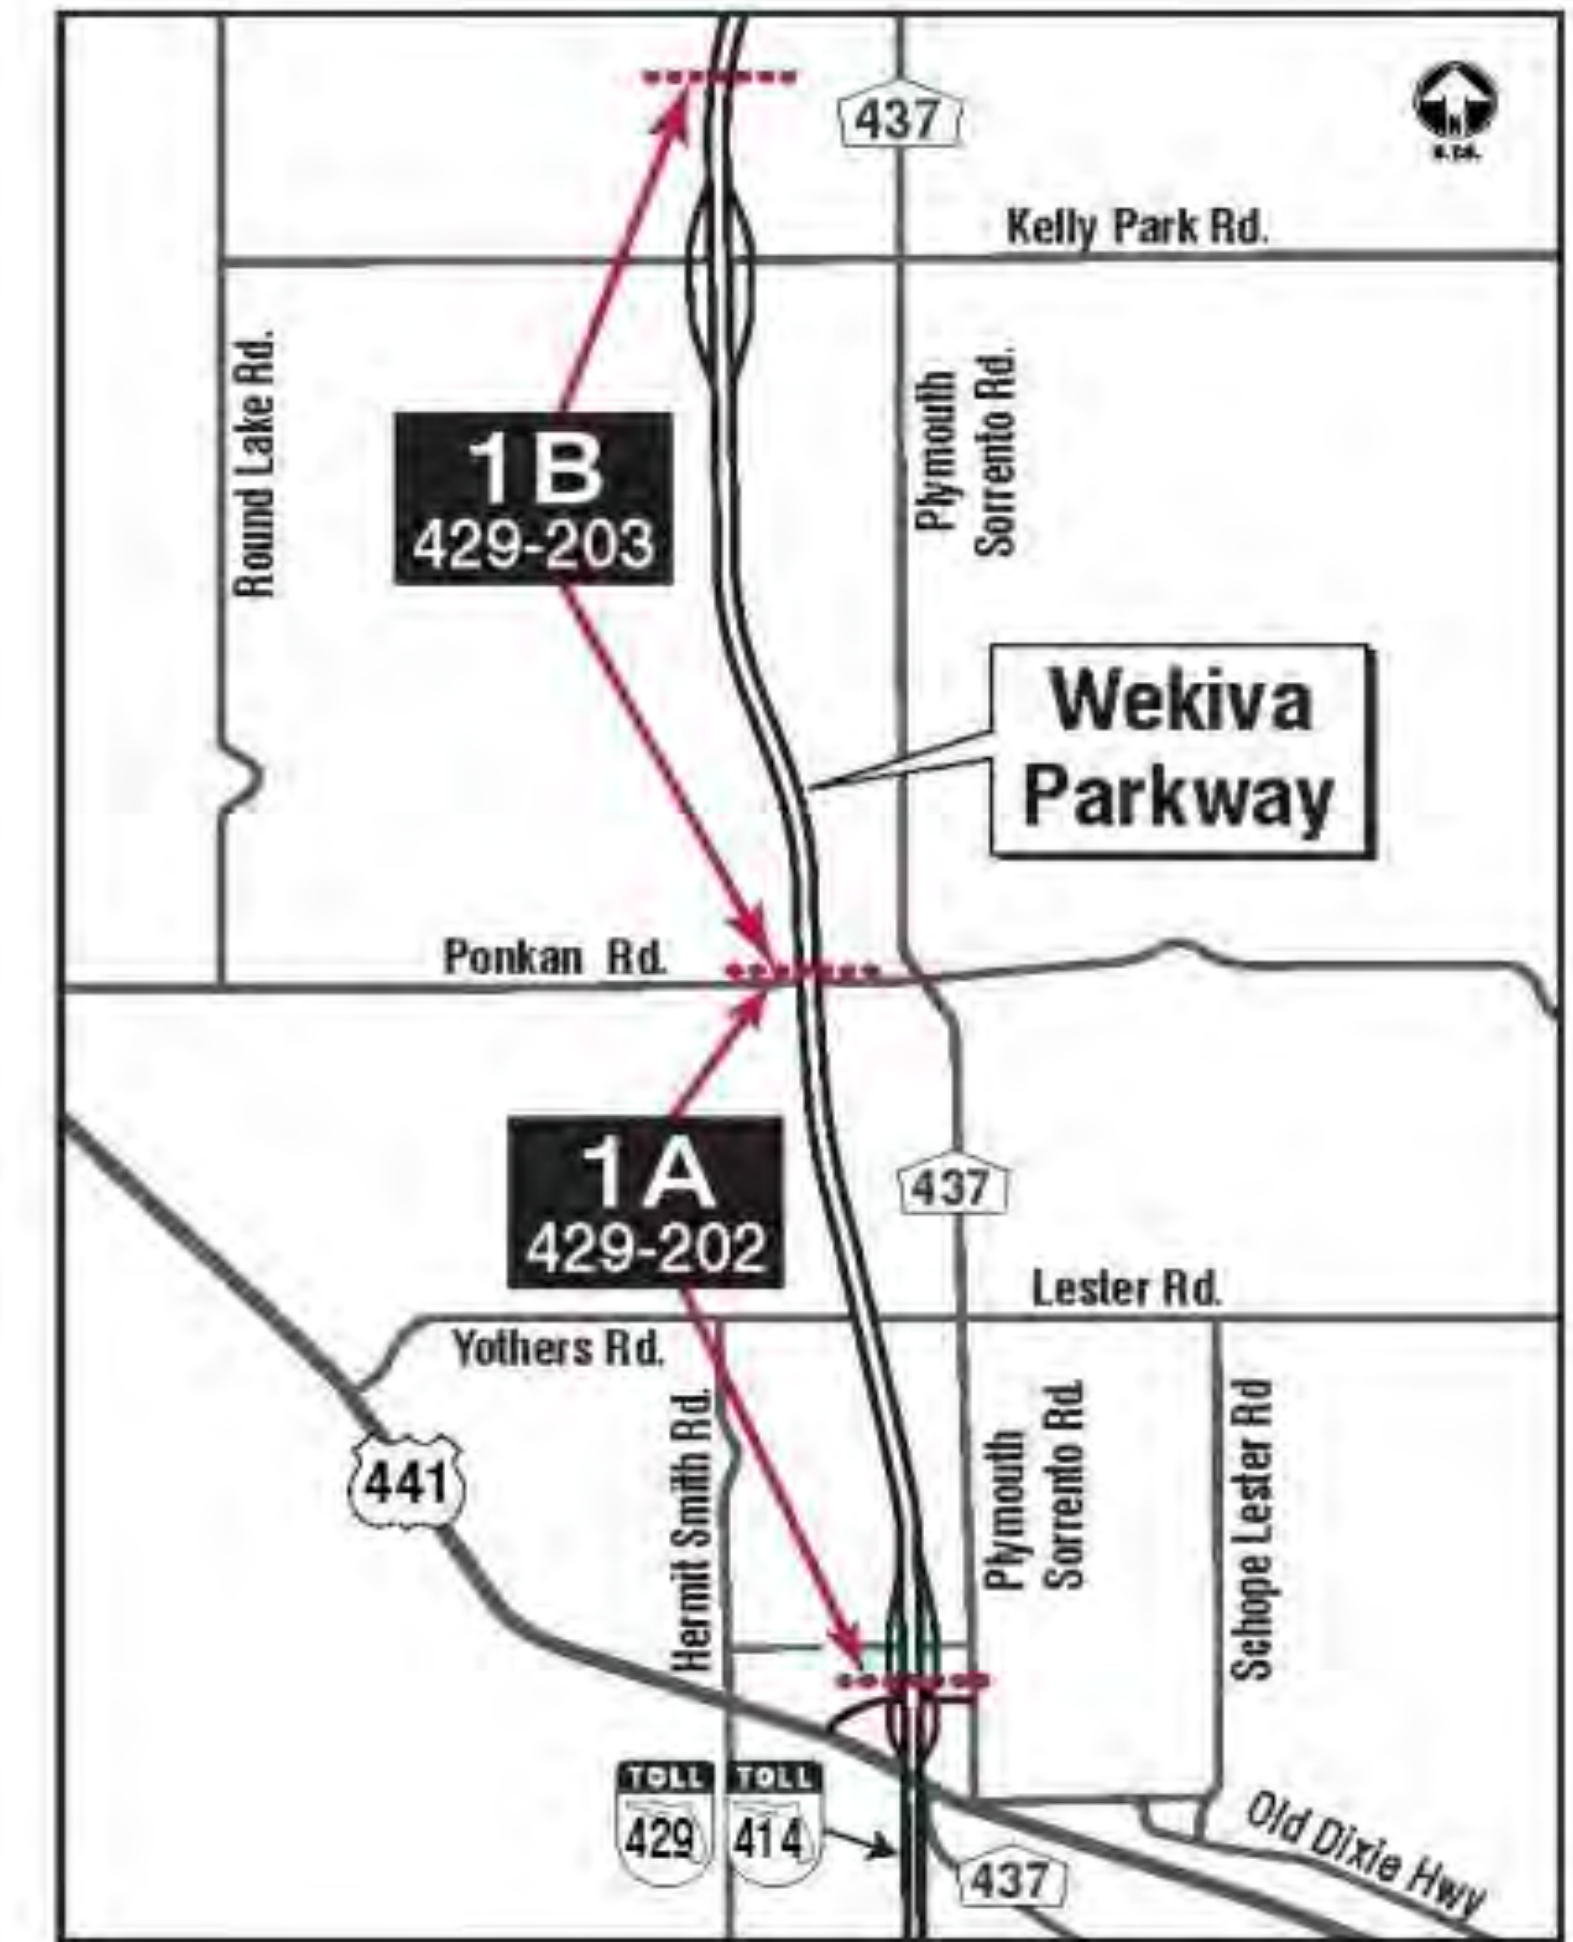 437
N
N.T.S.
Kelly Park Rd.
Round Lake Rd.
1B
429-203
Plymouth
Sorrento Rd.
Wekiva
Parkway
Ponkan Rd.
1A
429-202
437
Lester Rd.
Yothers Rd.
441
Hermit Smith Rd.
Plymouth
Sorrento Rd.
Schope Lester Rd
TOLL
429
TOLL
414
437
Old Dixie Hwy